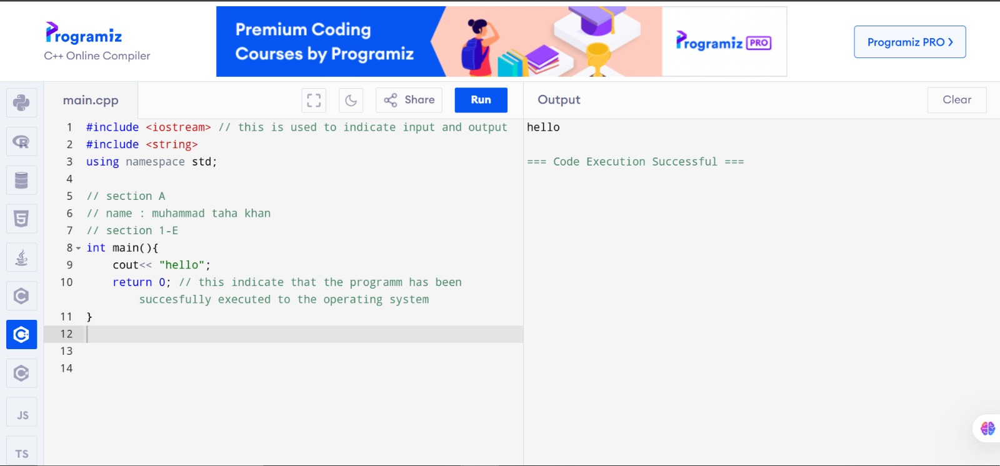 Programiz
C++ Online Compiler
Premium Coding
Courses by Programiz
Programiz PRO
Programiz PRO ›
main.cpp
Share
Run
Output
Clear
1 #include <iostream> // this is used to indicate input and output
2 #include <string>
3 using namespace std;
4
5 // section A
6 // name : muhammad taha khan
7 // section 1-E
8 int main(){
9 cout<< "hello";
10 return 0; // this indicate that the programm has been
succesfully executed to the operating system
11 }
12
13
14
hello
=== Code Execution Successful ===
JS
TS